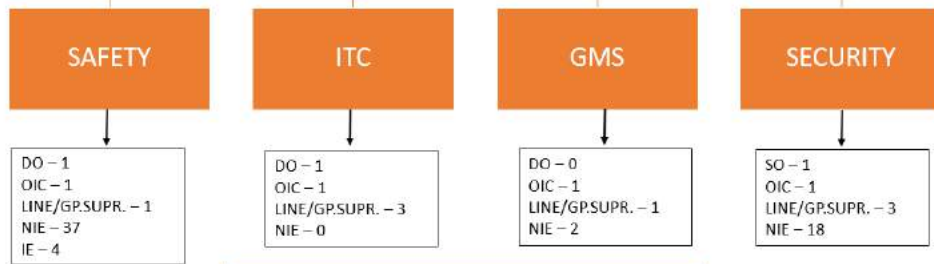 SAFETY
ITC
GMS
SECURITY
DO – 1
OIC – 1
LINE/GP.SUPR. – 1
NIE – 37
IE – 4
DO – 1
OIC – 1
LINE/GP.SUPR. – 3
NIE – 0
DO – 0
OIC – 1
LINE/GP.SUPR. – 1
NIE – 2
SO – 1
OIC – 1
LINE/GP.SUPR. – 3
NIE – 18